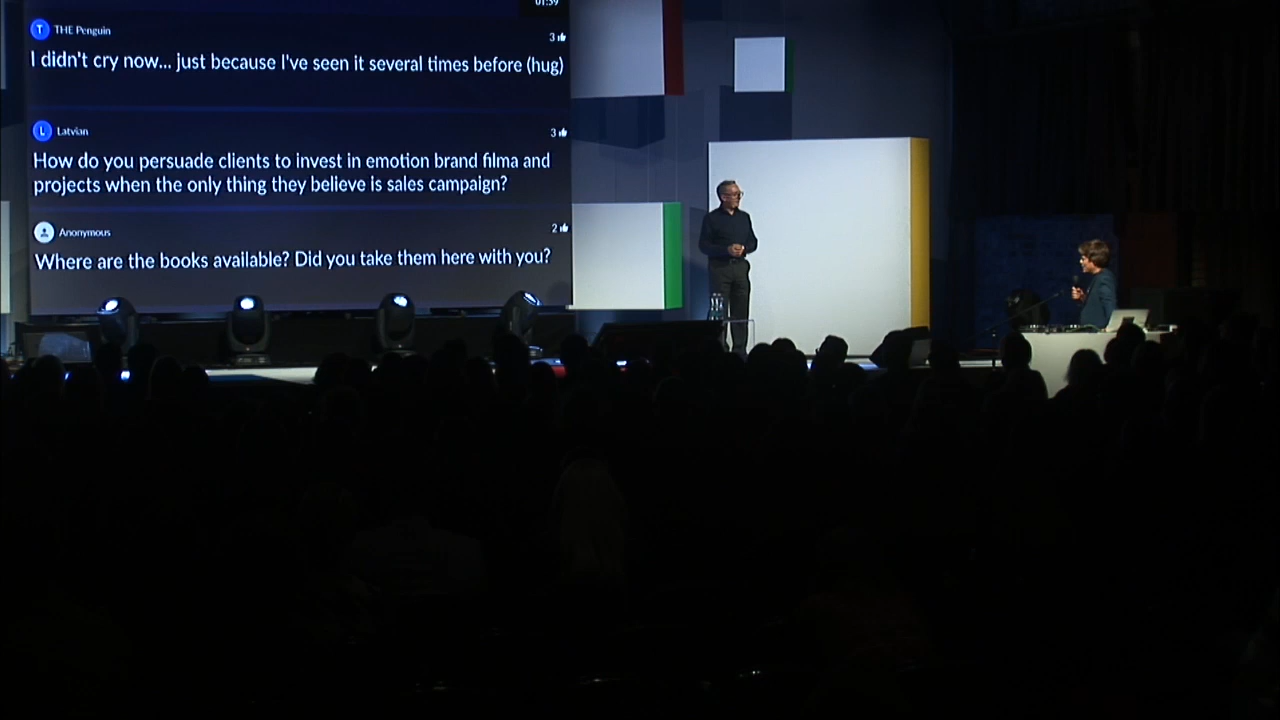 01:59
T THE Penguin
3
I didn't cry now... just because I've seen it several times before (hug)
L Latvian
3
How do you persuade clients to invest in emotion brand filma and
projects when the only thing they believe is sales campaign?
Anonymous
2
Where are the books available? Did you take them here with you?